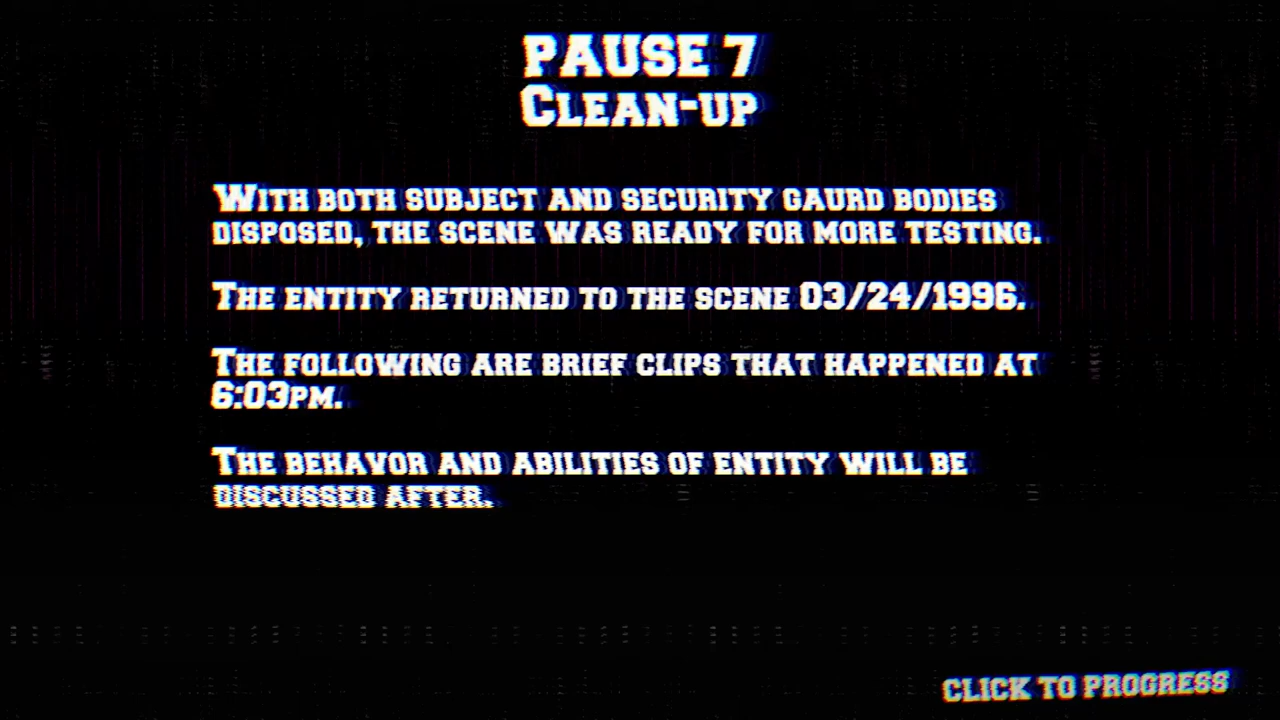 PAUSE 7
CLEAN-UP
WITH BOTH SUBJECT AND SECURITY GAURD BODIES
DISPOSED, THE SCENE WAS READY FOR MORE TESTING.
THE ENTITY RETURNED TO THE SCENE 03/24/1996.
THE FOLLOWING ARE BRIEF CLIPS THAT HAPPENED AT
6:03PM.
THE BEHAVOR AND ABILITIES OF ENTITY WILL BE
DISCUSSED AFTER.
CLICK TO PROGRESS